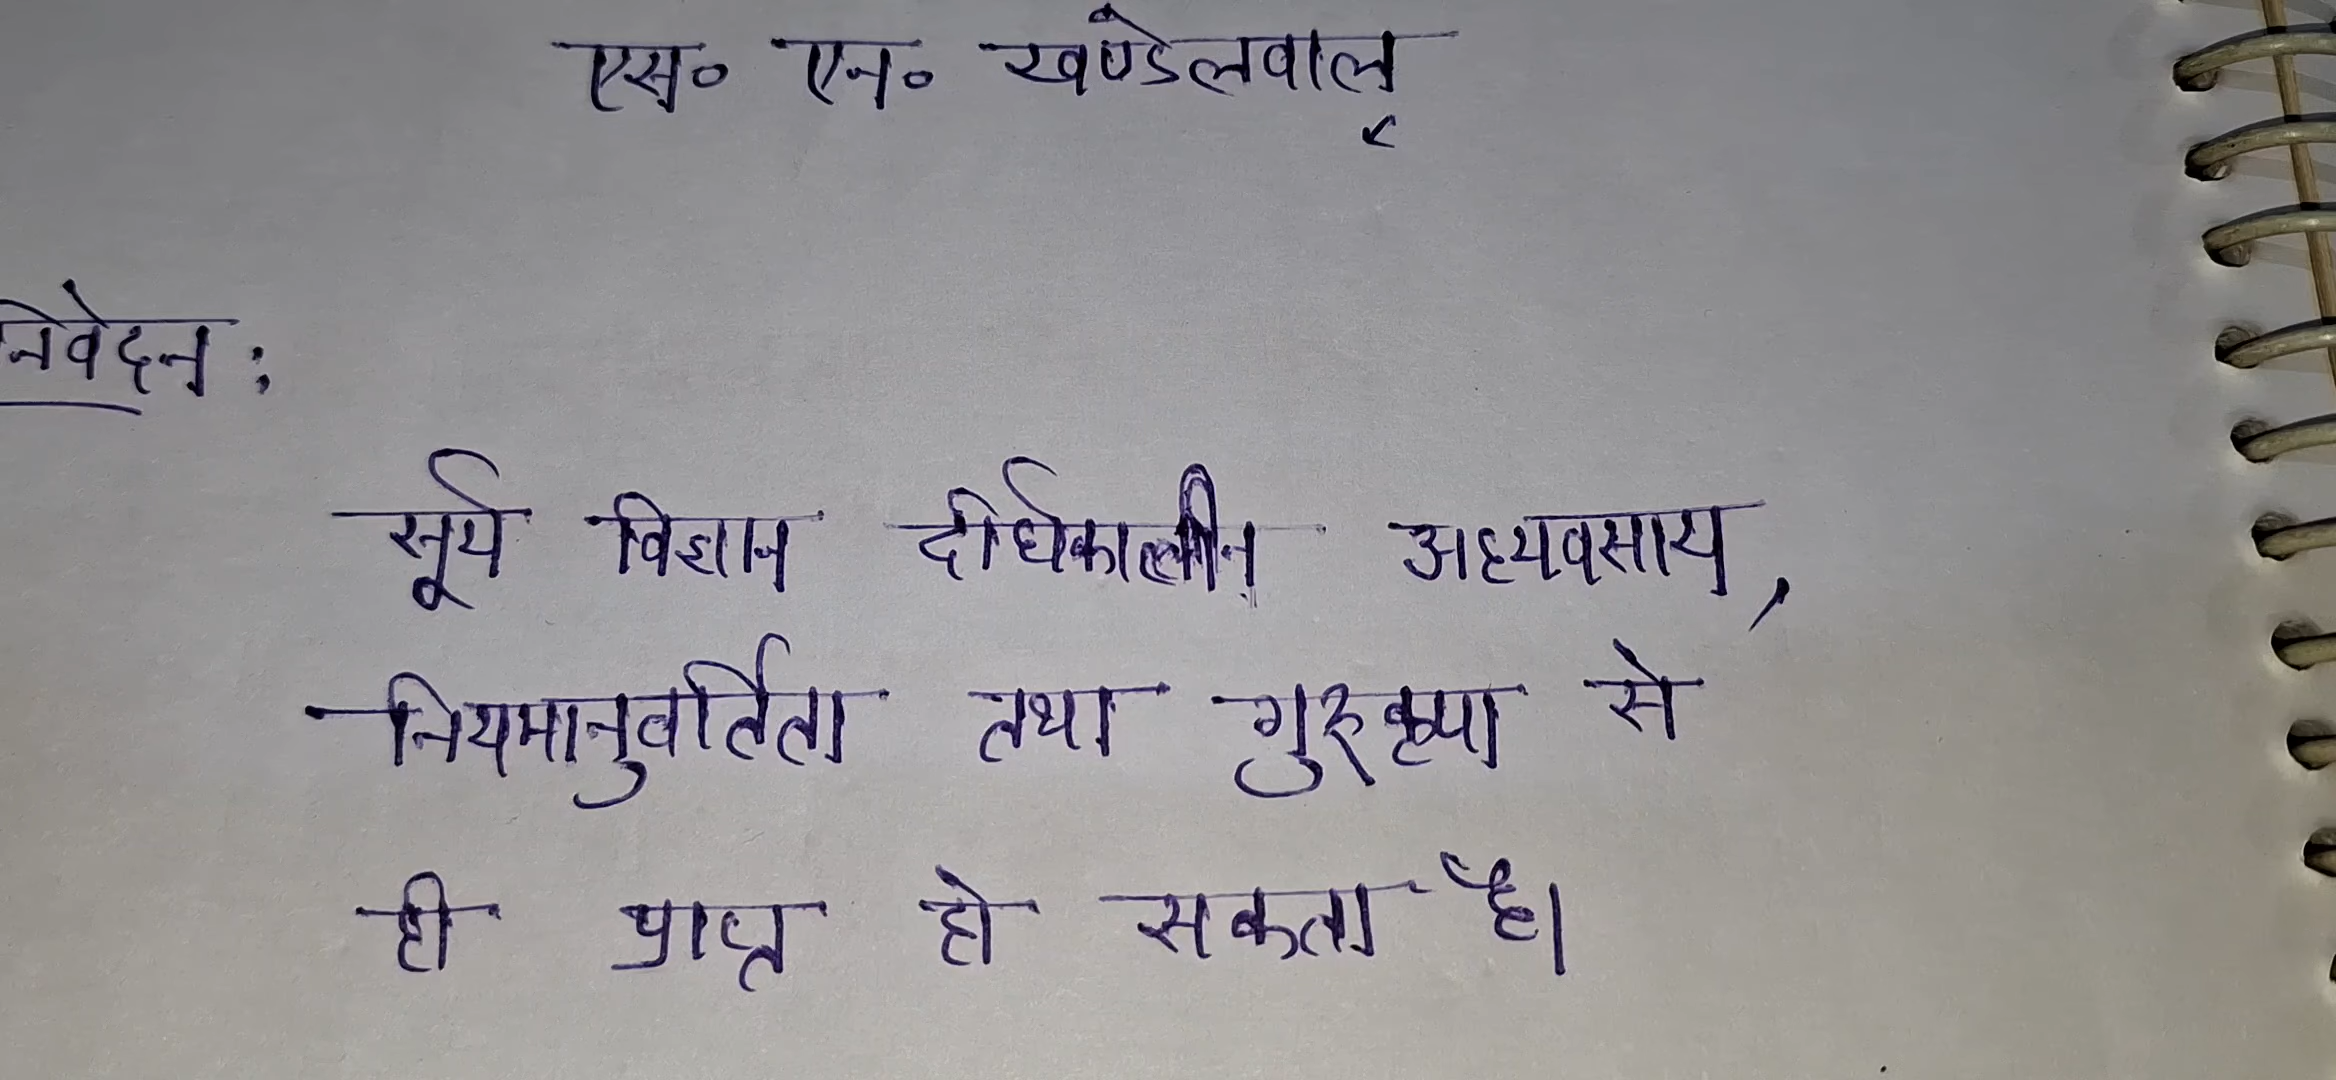 एस० एन० खण्डेलवाल
निवेदन :
सूर्य विज्ञान दीर्घकालीन अध्यवसाय,
नियमानुवर्तिता तथा गुरुकृपा से
ही प्राप्त हो सकता है।